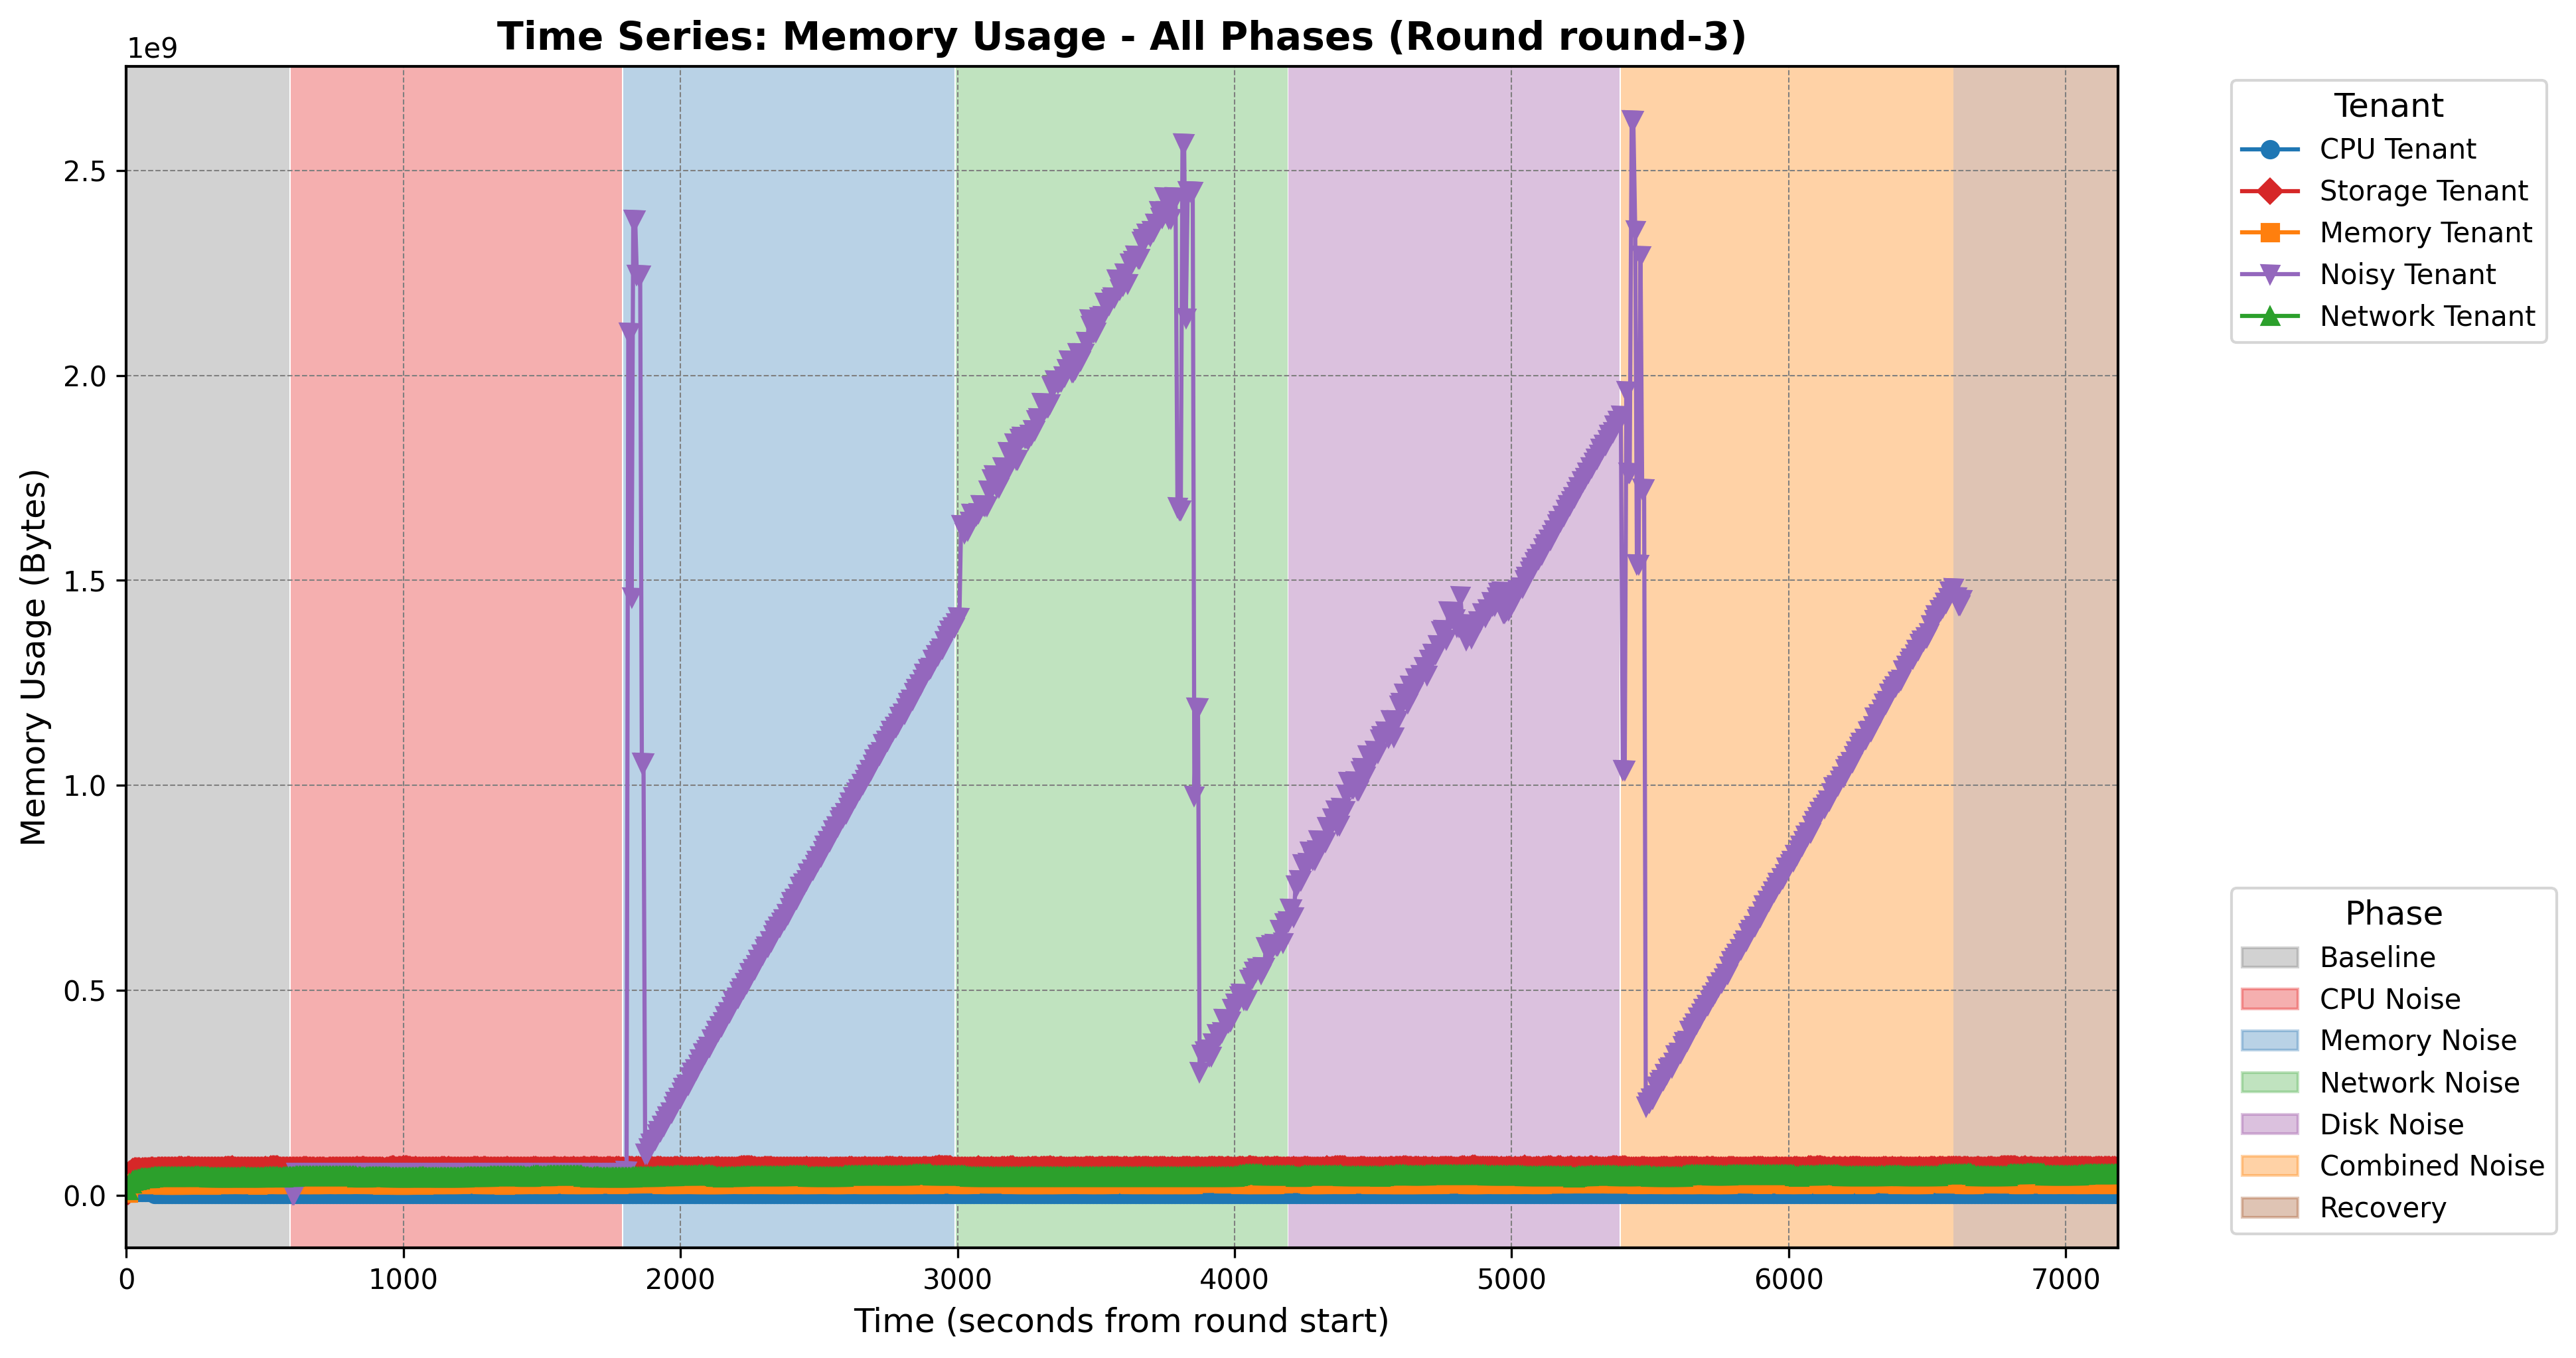 Time Series: Memory Usage - All Phases (Round round-3)
1e9
2.5
2.0
1.5
1.0
0.5
0.0
Memory Usage (Bytes)
0 1000 2000 3000 4000 5000 6000 7000
Time (seconds from round start)
Tenant
CPU Tenant
Storage Tenant
Memory Tenant
Noisy Tenant
Network Tenant
Phase
Baseline
CPU Noise
Memory Noise
Network Noise
Disk Noise
Combined Noise
Recovery